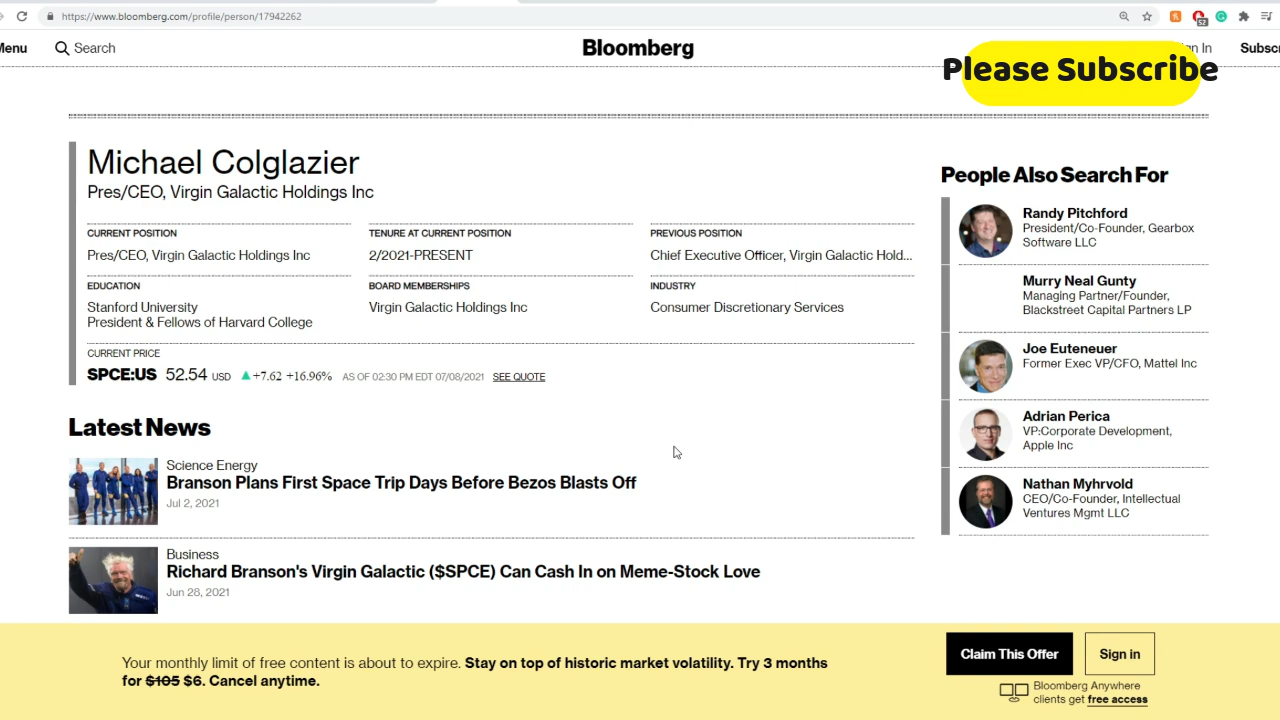 https://www.bloomberg.com/profile/person/17942262
52
Menu
Search
Bloomberg
Sign In
Subsc
Please Subscribe
Michael Colglazier
Pres/CEO, Virgin Galactic Holdings Inc
CURRENT POSITION
Pres/CEO, Virgin Galactic Holdings Inc
TENURE AT CURRENT POSITION
2/2021-PRESENT
PREVIOUS POSITION
Chief Executive Officer, Virgin Galactic Hold...
EDUCATION
Stanford University
President & Fellows of Harvard College
BOARD MEMBERSHIPS
Virgin Galactic Holdings Inc
INDUSTRY
Consumer Discretionary Services
CURRENT PRICE
SPCE:US 52.54 USD ▲+7.62 +16.96% AS OF 02:30 PM EDT 07/08/2021 SEE QUOTE
Latest News
Science Energy
Branson Plans First Space Trip Days Before Bezos Blasts Off
Jul 2, 2021
Business
Richard Branson's Virgin Galactic ($SPCE) Can Cash In on Meme-Stock Love
Jun 28, 2021
People Also Search For
Randy Pitchford
President/Co-Founder, Gearbox
Software LLC
Murry Neal Gunty
Managing Partner/Founder,
Blackstreet Capital Partners LP
Joe Euteneuer
Former Exec VP/CFO, Mattel Inc
Adrian Perica
VP:Corporate Development,
Apple Inc
Nathan Myhrvold
CEO/Co-Founder, Intellectual
Ventures Mgmt LLC
Your monthly limit of free content is about to expire. Stay on top of historic market volatility. Try 3 months
for $105 $6. Cancel anytime.
Claim This Offer
Sign in
Bloomberg Anywhere
clients get free access